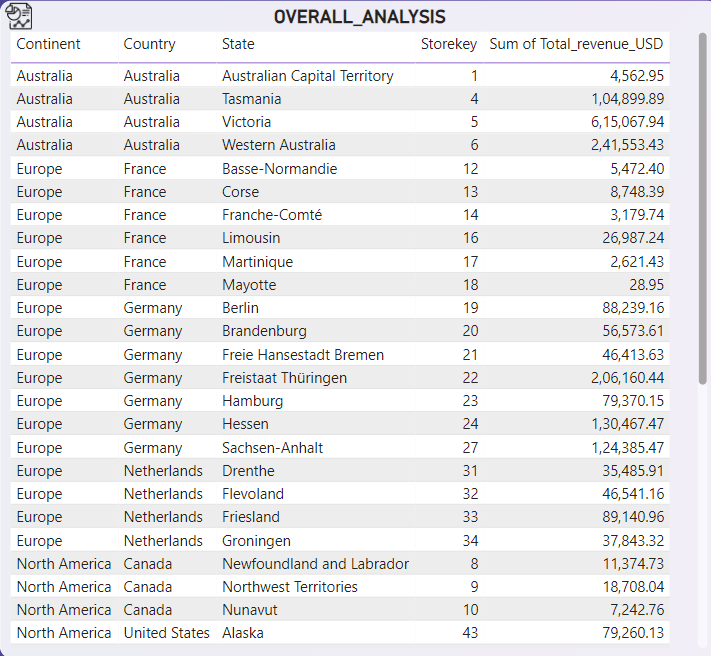 OVERALL_ANALYSIS
Continent Country State Storekey Sum of Total_revenue_USD
Australia Australia Australian Capital Territory 1 4,562.95
Australia Australia Tasmania 4 1,04,899.89
Australia Australia Victoria 5 6,15,067.94
Australia Australia Western Australia 6 2,41,553.43
Europe France Basse-Normandie 12 5,472.40
Europe France Corse 13 8,748.39
Europe France Franche-Comté 14 3,179.74
Europe France Limousin 16 26,987.24
Europe France Martinique 17 2,621.43
Europe France Mayotte 18 28.95
Europe Germany Berlin 19 88,239.16
Europe Germany Brandenburg 20 56,573.61
Europe Germany Freie Hansestadt Bremen 21 46,413.63
Europe Germany Freistaat Thüringen 22 2,06,160.44
Europe Germany Hamburg 23 79,370.15
Europe Germany Hessen 24 1,30,467.47
Europe Germany Sachsen-Anhalt 27 1,24,385.47
Europe Netherlands Drenthe 31 35,485.91
Europe Netherlands Flevoland 32 46,541.16
Europe Netherlands Friesland 33 89,140.96
Europe Netherlands Groningen 34 37,843.32
North America Canada Newfoundland and Labrador 8 11,374.73
North America Canada Northwest Territories 9 18,708.04
North America Canada Nunavut 10 7,242.76
North America United States Alaska 43 79,260.13